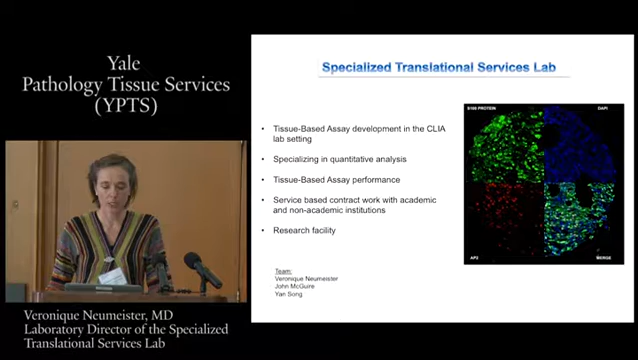 Yale
Pathology Tissue Services
(YPTS)
Veronique Neumeister, MD
Laboratory Director of the Specialized
Translational Services Lab
Specialized Translational Services Lab
• Tissue-Based Assay development in the CLIA
lab setting
• Specializing in quantitative analysis
• Tissue-Based Assay performance
• Service based contract work with academic
and non-academic institutions
• Research facility
Team:
Veronique Neumeister
John McGuire
Yan Song
S100 PROTEIN
DAPI
AP2
MERGE